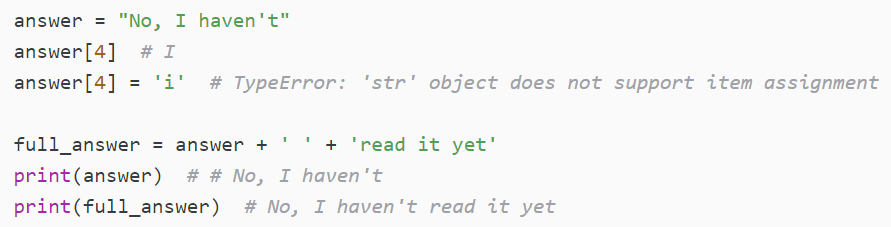 answer = "No, I haven't"
answer[4]  # I
answer[4] = 'i'  # TypeError: 'str' object does not support item assignment
full_answer = answer + ' ' + 'read it yet'
print(answer)  # # No, I haven't
print(full_answer)  # No, I haven't read it yet